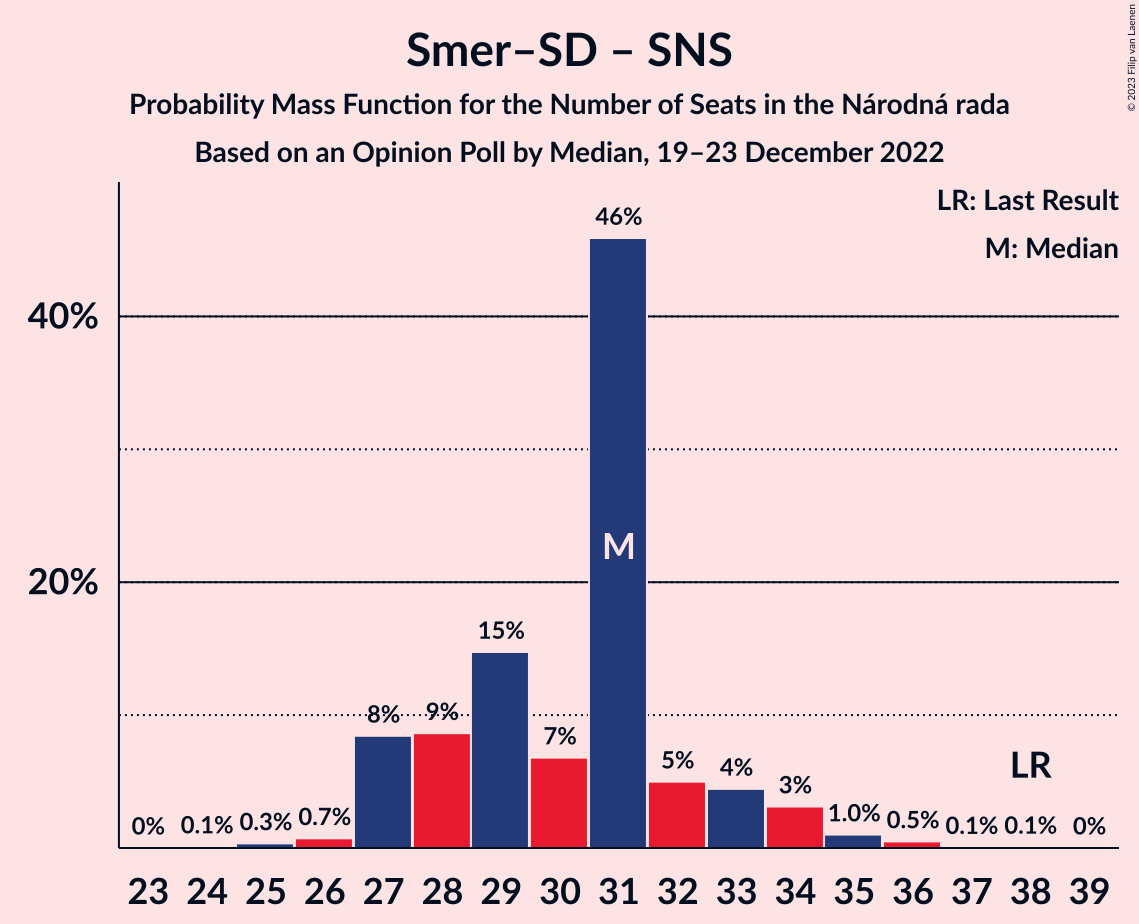 Smer–SD – SNS
Probability Mass Function for the Number of Seats in the Národná rada
Based on an Opinion Poll by Median, 19–23 December 2022
© 2023 Filip van Laenen
LR: Last Result
M: Median
40%
20%
0%
0.1%
0.3%
0.7%
8%
9%
15%
7%
46%
M
5%
4%
3%
1.0%
0.5%
0.1%
0.1%
LR
0%
23 24 25 26 27 28 29 30 31 32 33 34 35 36 37 38 39